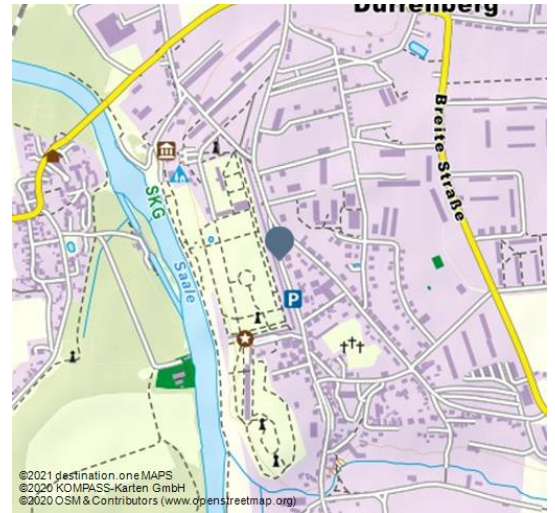 Dürrenberg
Breite Straße
SKG
Saale
P
©2021 destination.one MAPS
©2020 KOMPASS-Karten GmbH
©2020 OSM & Contributors (www.openstreetmap.org)